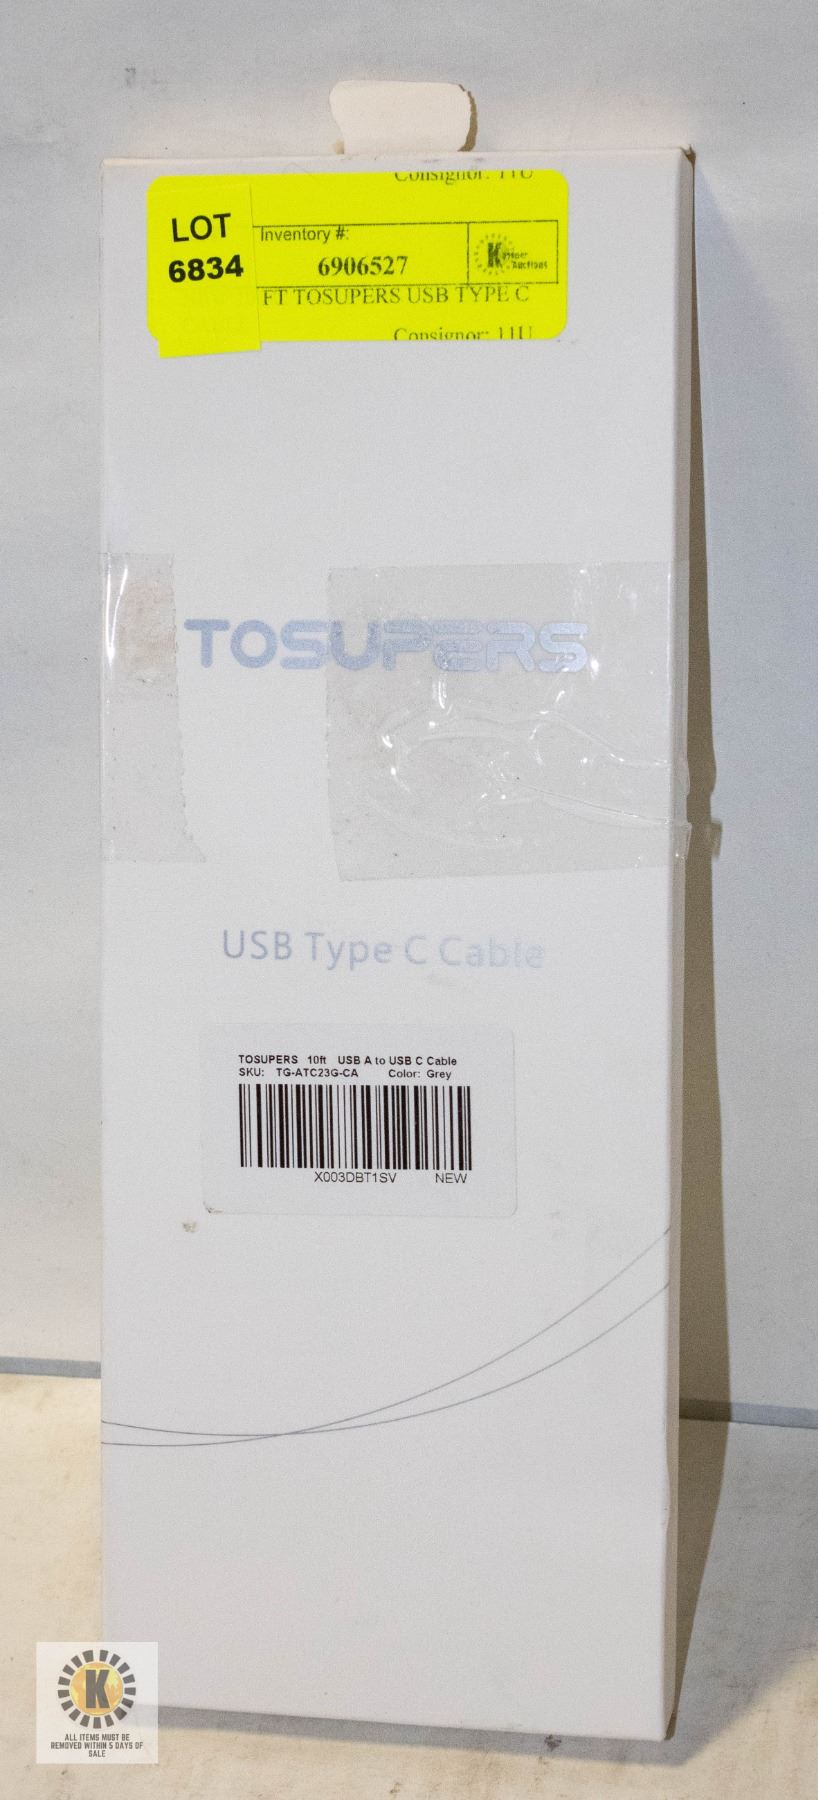 Consignor: 11U
LOT
6834
Inventory #:
6906527
Kastner
Auctions
FT TOSUPERS USB TYPE C
Consignor: 11U
TOSUPERS
USB Type C Cable
TOSUPERS 10ft USB A to USB C Cable
SKU: TG-ATC23G-CA Color: Grey
X003DBT1SV NEW
K
ALL ITEMS MUST BE
REMOVED WITHIN 5 DAYS OF
SALE